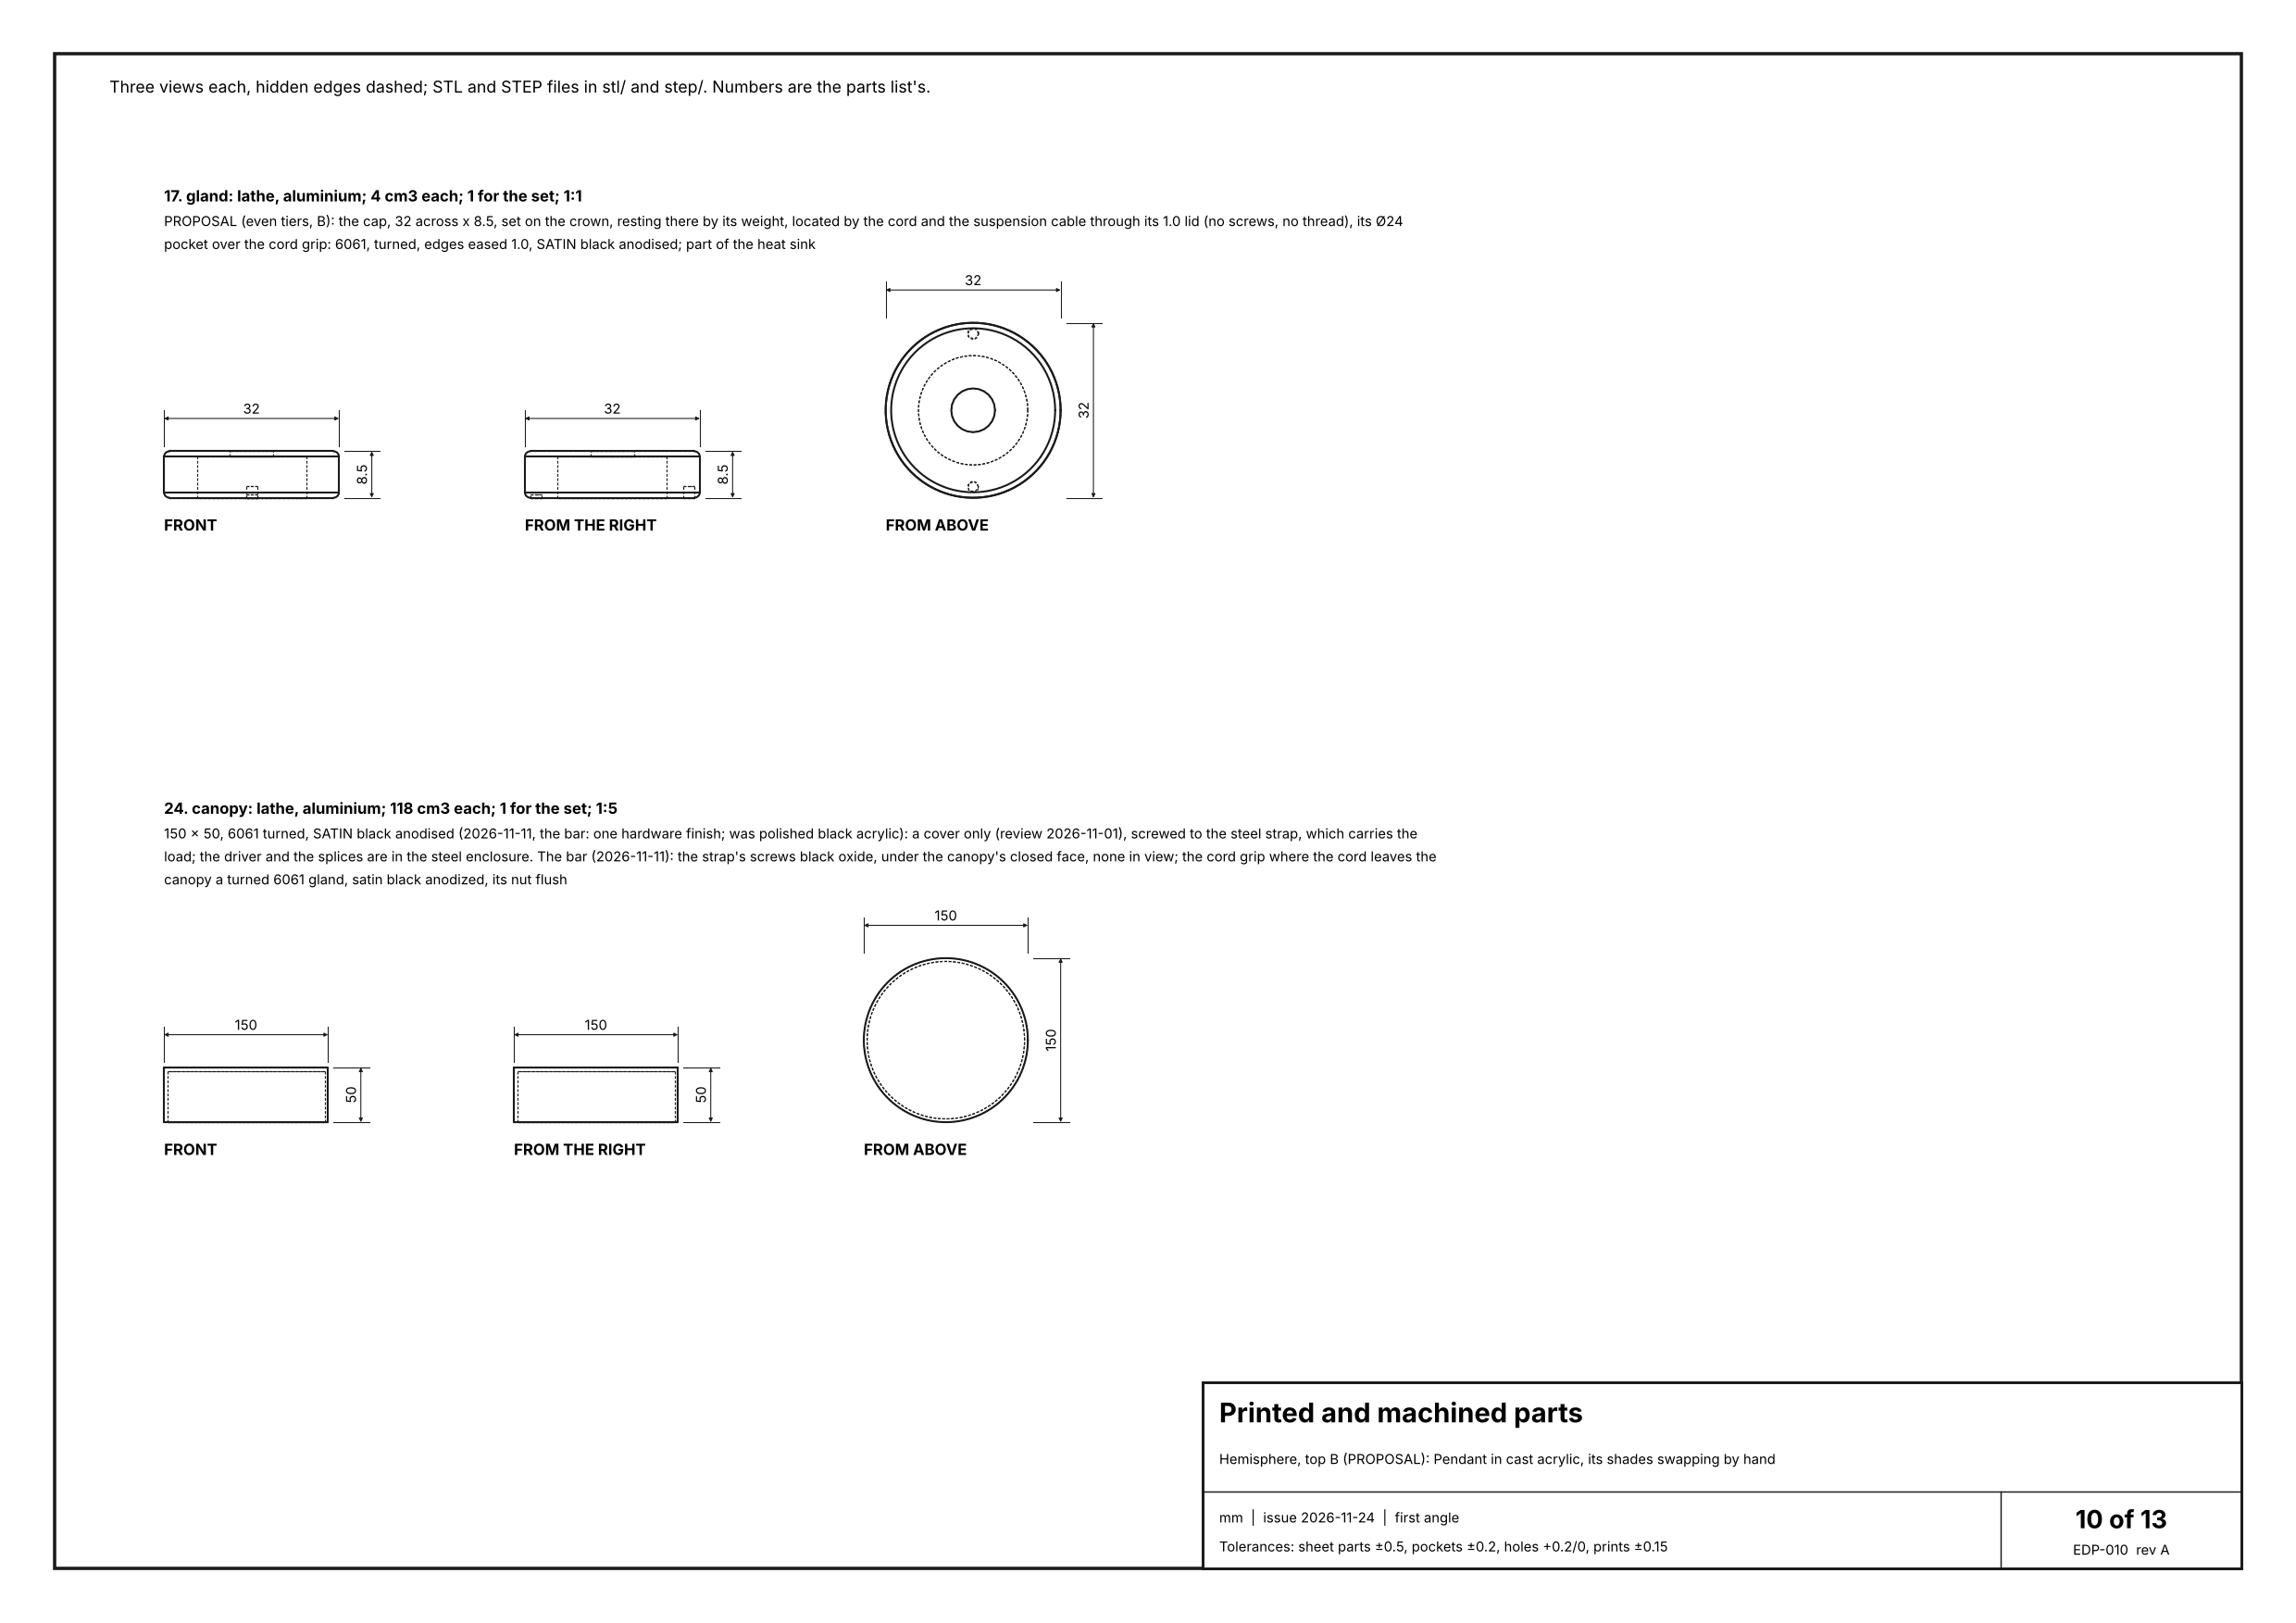 Three views each, hidden edges dashed; STL and STEP files in stl/ and step/. Numbers are the parts list's.
17. gland: lathe, aluminium; 4 cm3 each; 1 for the set; 1:1
PROPOSAL (even tiers, B): the cap, 32 across x 8.5, set on the crown, resting there by its weight, located by the cord and the suspension cable through its 1.0 lid (no screws, no thread), its Ø24
pocket over the cord grip: 6061, turned, edges eased 1.0, SATIN black anodised; part of the heat sink
32
32
32
32
8.5
8.5
FRONT
FROM THE RIGHT
FROM ABOVE
24. canopy: lathe, aluminium; 118 cm3 each; 1 for the set; 1:5
150 × 50, 6061 turned, SATIN black anodised (2026-11-11, the bar: one hardware finish; was polished black acrylic): a cover only (review 2026-11-01), screwed to the steel strap, which carries the
load; the driver and the splices are in the steel enclosure. The bar (2026-11-11): the strap's screws black oxide, under the canopy's closed face, none in view; the cord grip where the cord leaves the
canopy a turned 6061 gland, satin black anodized, its nut flush
150
150
150
150
50
50
FRONT
FROM THE RIGHT
FROM ABOVE
Printed and machined parts
Hemisphere, top B (PROPOSAL): Pendant in cast acrylic, its shades swapping by hand
mm | issue 2026-11-24 | first angle
Tolerances: sheet parts ±0.5, pockets ±0.2, holes +0.2/0, prints ±0.15
10 of 13
EDP-010 rev A